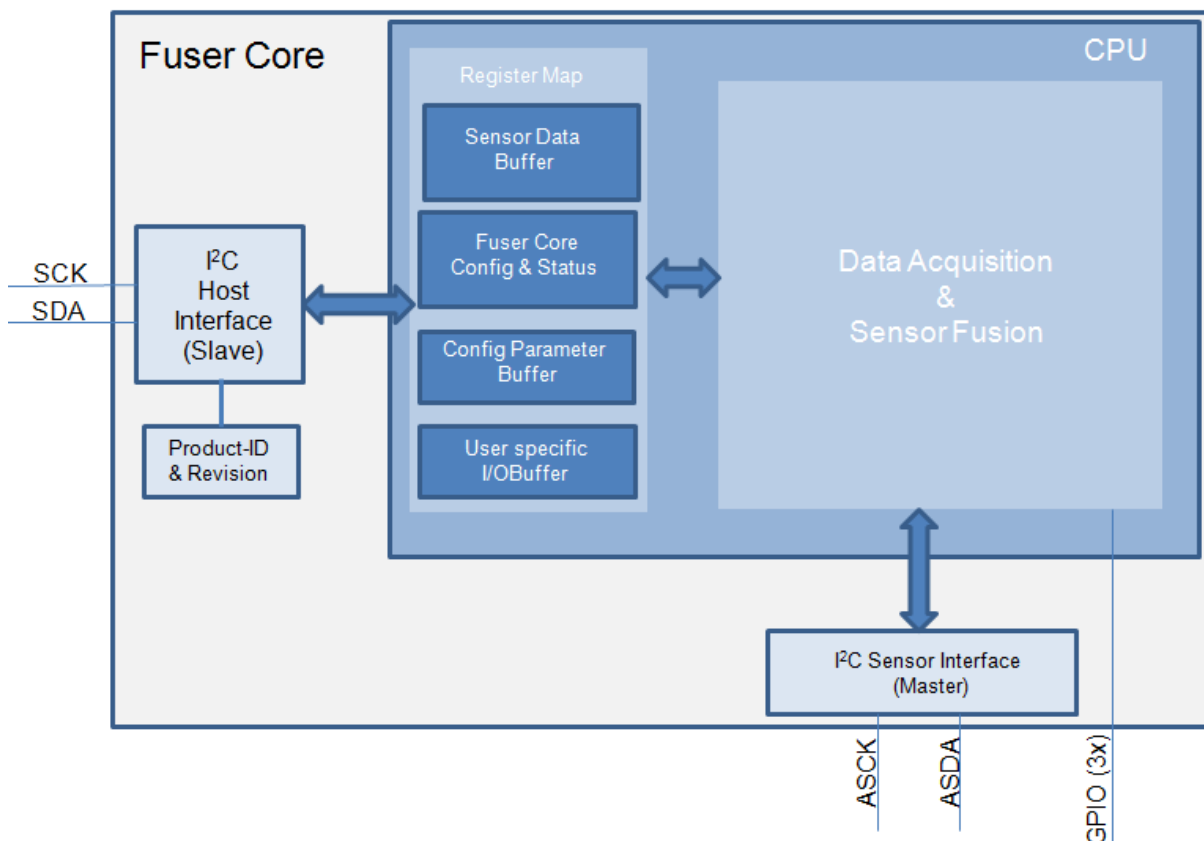 Fuser Core
CPU
Register Map
Sensor Data
Buffer
Fuser Core
Config & Status
Config Parameter
Buffer
User specific
I/OBuffer
Data Acquisition
&
Sensor Fusion
SCK
SDA
I²C
Host
Interface
(Slave)
Product-ID
& Revision
I²C Sensor Interface
(Master)
ASCK
ASDA
GPIO (3x)